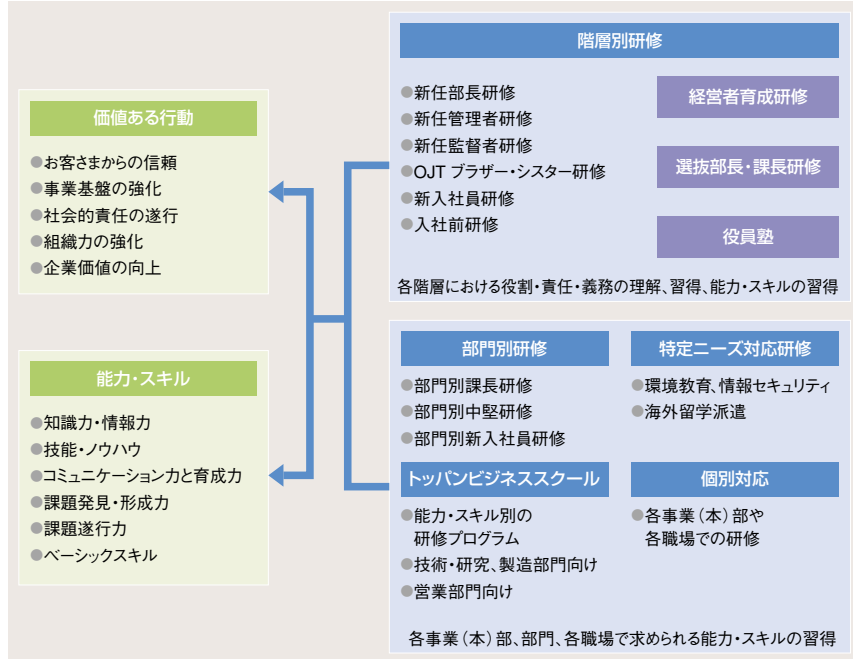 価値ある行動
●お客さまからの信頼
●事業基盤の強化
●社会的責任の遂行
●組織力の強化
●企業価値の向上
能力・スキル
●知識力・情報力
●技能・ノウハウ
●コミュニケーション力と育成力
●課題発見・形成力
●課題遂行力
●ベーシックスキル
階層別研修
●新任部長研修
●新任管理者研修
●新任監督者研修
●OJT ブラザー・シスター研修
●新入社員研修
●入社前研修
経営者育成研修
選抜部長・課長研修
役員塾
各階層における役割・責任・義務の理解、習得、能力・スキルの習得
部門別研修
●部門別課長研修
●部門別中堅研修
●部門別新入社員研修
特定ニーズ対応研修
●環境教育、情報セキュリティ
●海外留学派遣
トッパンビジネススクール
●能力・スキル別の
研修プログラム
●技術・研究、製造部門向け
●営業部門向け
個別対応
●各事業（本）部や
各職場での研修
各事業（本）部、部門、各職場で求められる能力・スキルの習得